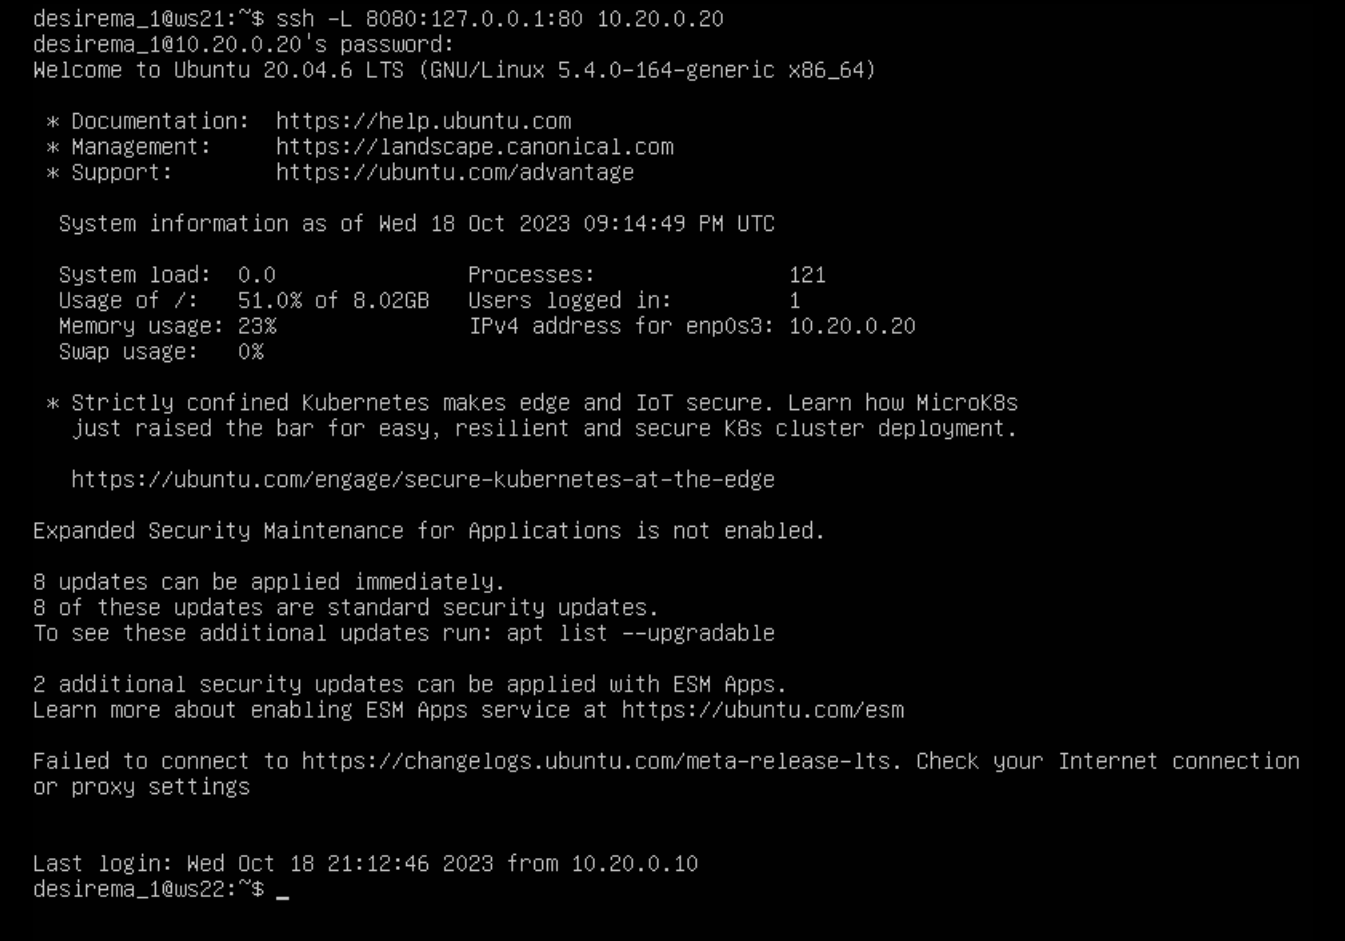 desirema_1@ws21:~$ ssh -L 8080:127.0.0.1:80 10.20.0.20
desirema_1@10.20.0.20's password:
Welcome to Ubuntu 20.04.6 LTS (GNU/Linux 5.4.0-164-generic x86_64)

 * Documentation:  https://help.ubuntu.com
 * Management:     https://landscape.canonical.com
 * Support:        https://ubuntu.com/advantage

  System information as of Wed 18 Oct 2023 09:14:49 PM UTC

  System load:  0.0               Processes:               121
  Usage of /:   51.0% of 8.02GB   Users logged in:         1
  Memory usage: 23%               IPv4 address for enp0s3: 10.20.0.20
  Swap usage:   0%

 * Strictly confined Kubernetes makes edge and IoT secure. Learn how MicroK8s
   just raised the bar for easy, resilient and secure K8s cluster deployment.

   https://ubuntu.com/engage/secure-kubernetes-at-the-edge

Expanded Security Maintenance for Applications is not enabled.

8 updates can be applied immediately.
8 of these updates are standard security updates.
To see these additional updates run: apt list --upgradable

2 additional security updates can be applied with ESM Apps.
Learn more about enabling ESM Apps service at https://ubuntu.com/esm

Failed to connect to https://changelogs.ubuntu.com/meta-release-lts. Check your Internet connection
or proxy settings

Last login: Wed Oct 18 21:12:46 2023 from 10.20.0.10
desirema_1@ws22:~$ _